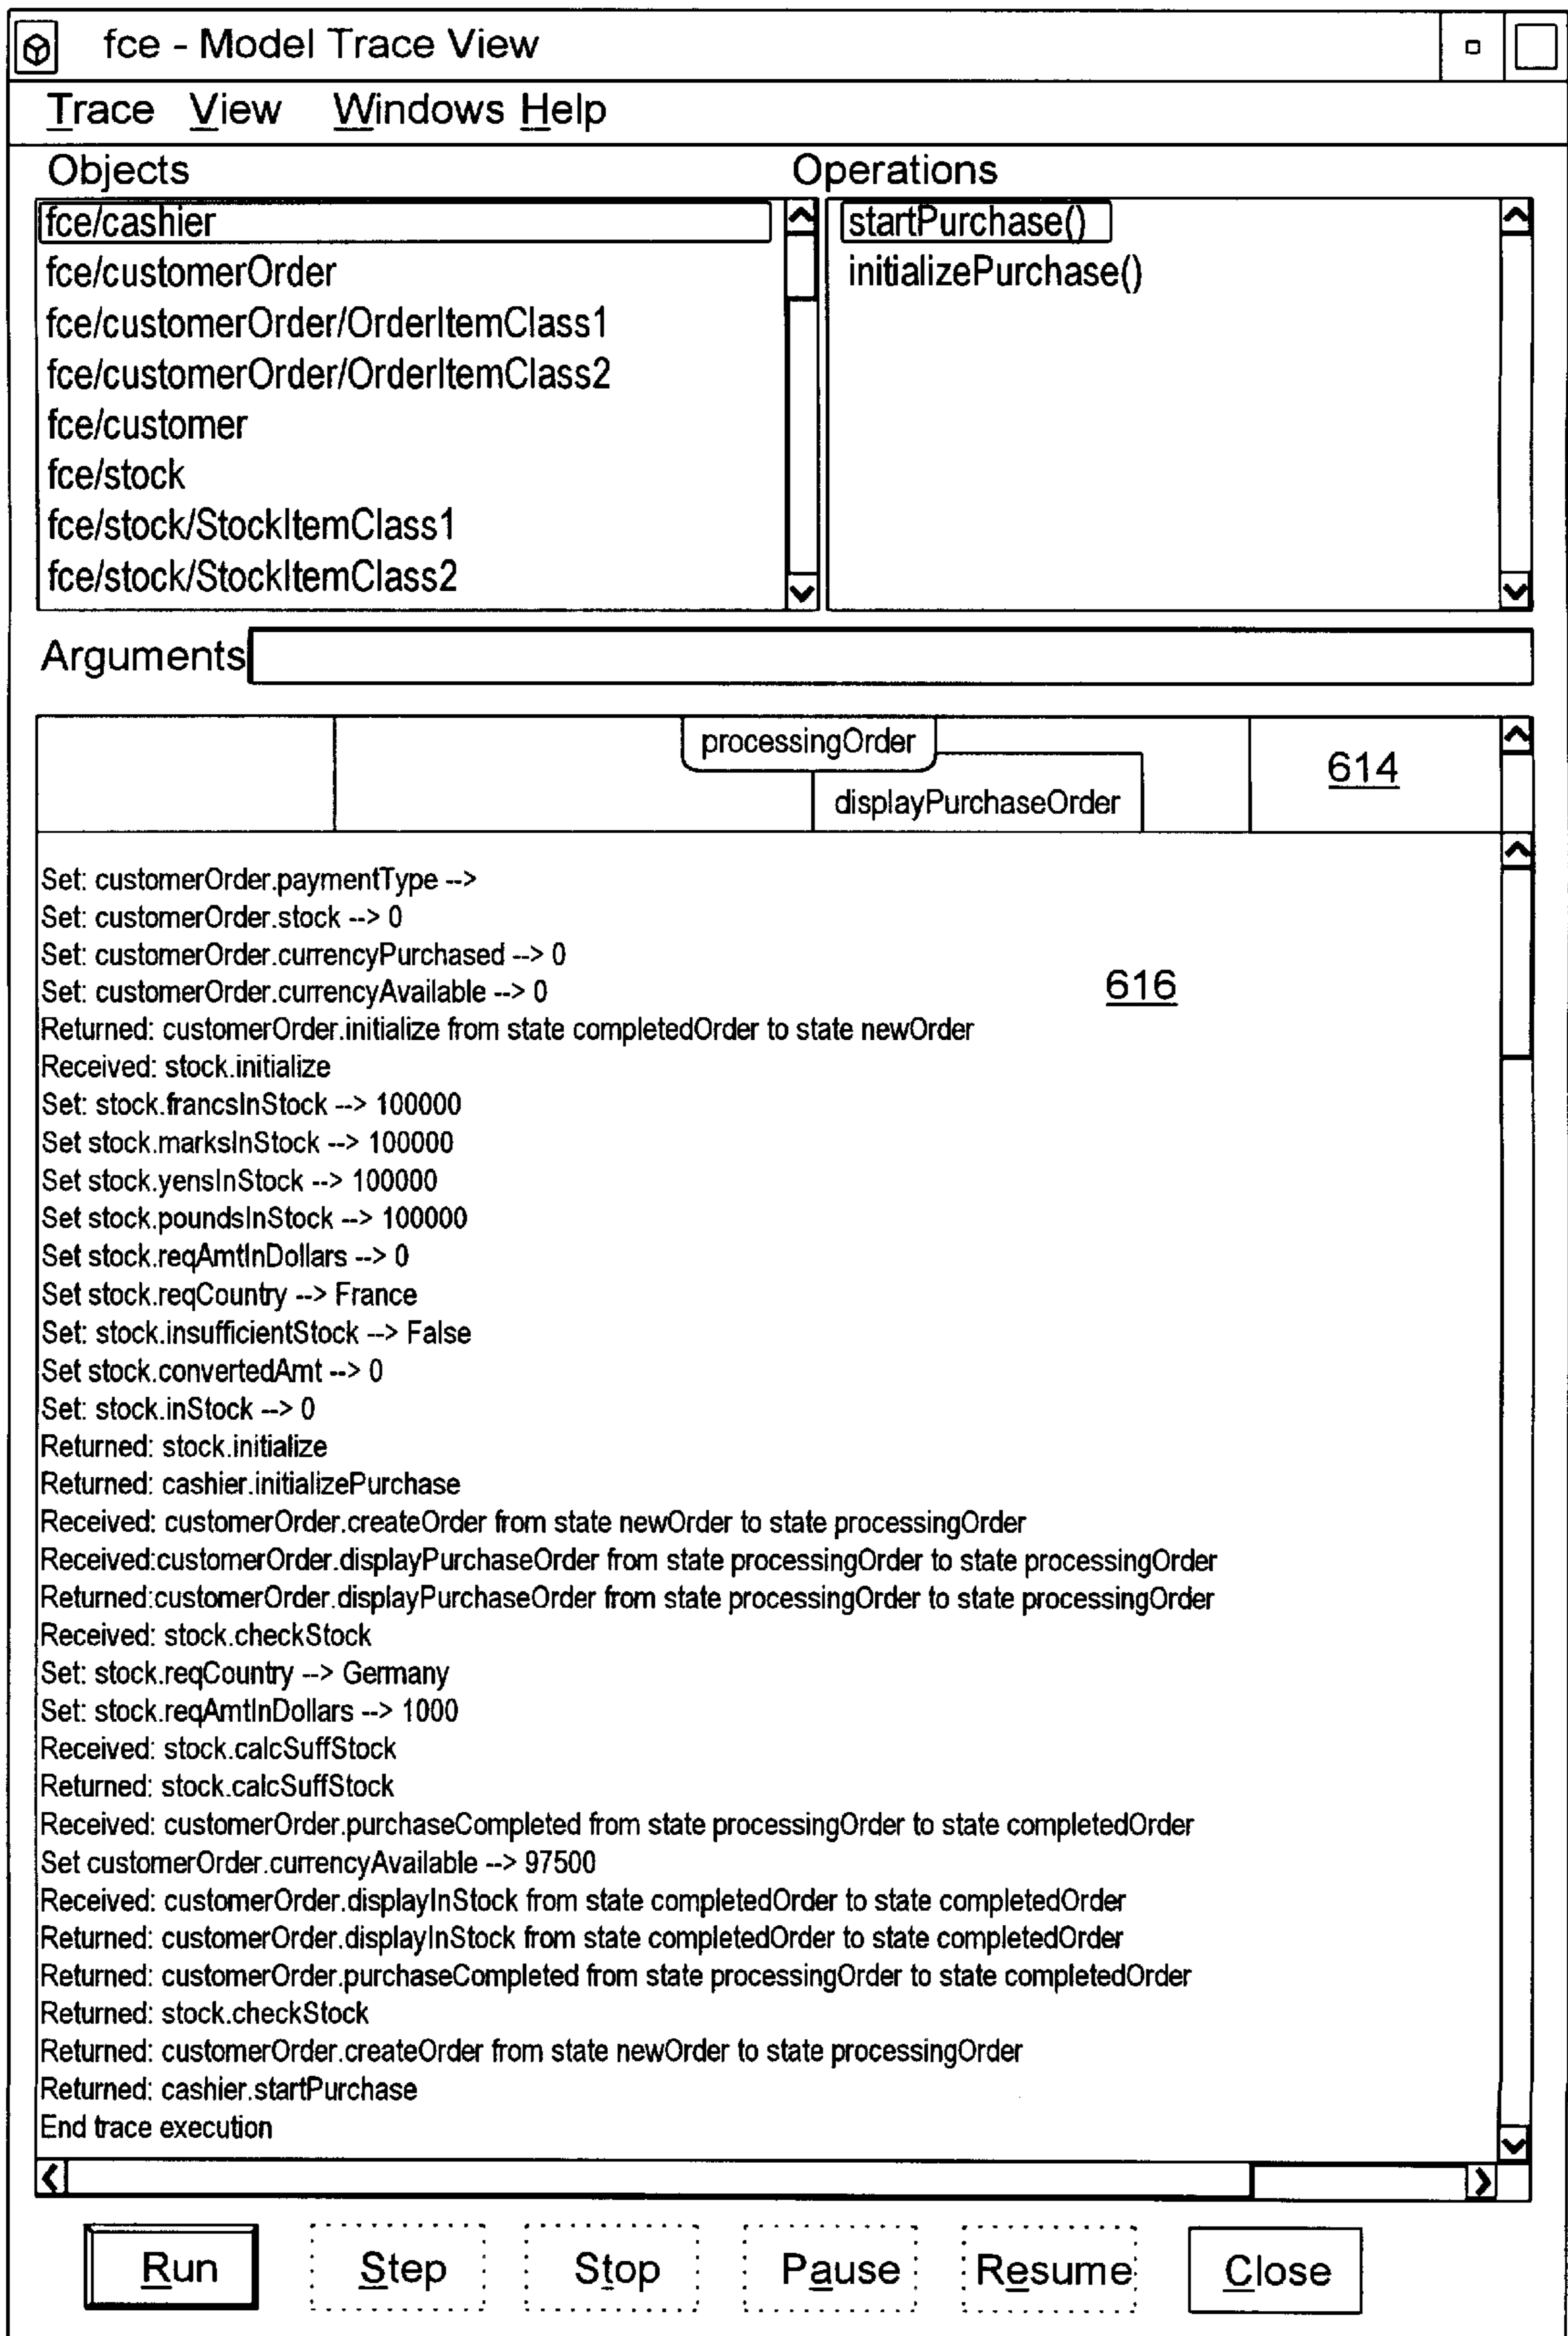 fce - Model Trace View
Trace View Windows Help
Objects
Operations
fce/cashier
fce/customerOrder
fce/customerOrder/OrderItemClass1
fce/customerOrder/OrderItemClass2
fce/customer
fce/stock
fce/stock/StockItemClass1
fce/stock/StockItemClass2
startPurchase()
initializePurchase()
Arguments
processingOrder
displayPurchaseOrder
614
616
Set: customerOrder.paymentType -->
Set: customerOrder.stock --> 0
Set: customerOrder.currencyPurchased --> 0
Set: customerOrder.currencyAvailable --> 0
Returned: customerOrder.initialize from state completedOrder to state newOrder
Received: stock.initialize
Set: stock.francsInStock --> 100000
Set stock.marksInStock --> 100000
Set stock.yensInStock --> 100000
Set stock.poundsInStock --> 100000
Set stock.reqAmtInDollars --> 0
Set stock.reqCountry --> France
Set: stock.insufficientStock --> False
Set stock.convertedAmt --> 0
Set: stock.inStock --> 0
Returned: stock.initialize
Returned: cashier.initializePurchase
Received: customerOrder.createOrder from state newOrder to state processingOrder
Received:customerOrder.displayPurchaseOrder from state processingOrder to state processingOrder
Returned:customerOrder.displayPurchaseOrder from state processingOrder to state processingOrder
Received: stock.checkStock
Set: stock.reqCountry --> Germany
Set: stock.reqAmtInDollars --> 1000
Received: stock.calcSuffStock
Returned: stock.calcSuffStock
Received: customerOrder.purchaseCompleted from state processingOrder to state completedOrder
Set customerOrder.currencyAvailable --> 97500
Received: customerOrder.displayInStock from state completedOrder to state completedOrder
Returned: customerOrder.displayInStock from state completedOrder to state completedOrder
Returned: customerOrder.purchaseCompleted from state processingOrder to state completedOrder
Returned: stock.checkStock
Returned: customerOrder.createOrder from state newOrder to state processingOrder
Returned: cashier.startPurchase
End trace execution
Run Step Stop Pause Resume Close